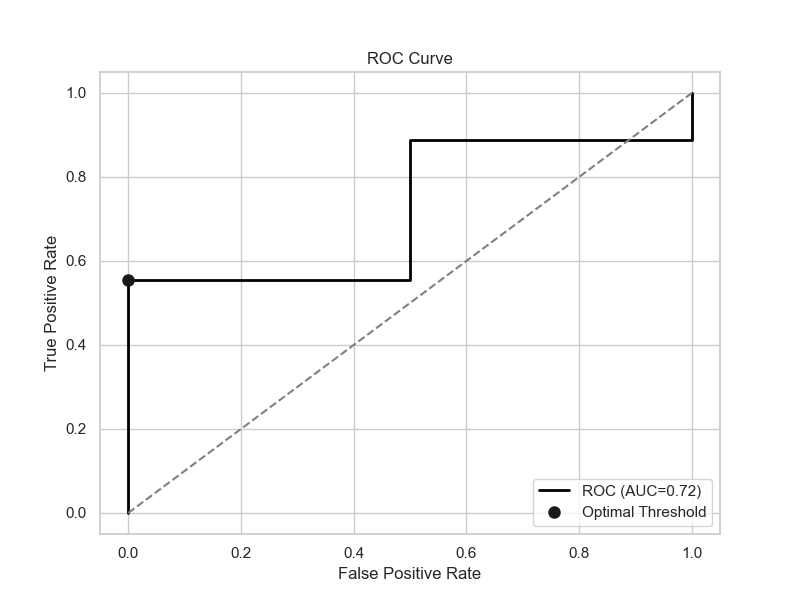 ROC Curve
True Positive Rate
1.0
0.8
0.6
0.4
0.2
0.0
0.0 0.2 0.4 0.6 0.8 1.0
False Positive Rate
ROC (AUC=0.72)
Optimal Threshold